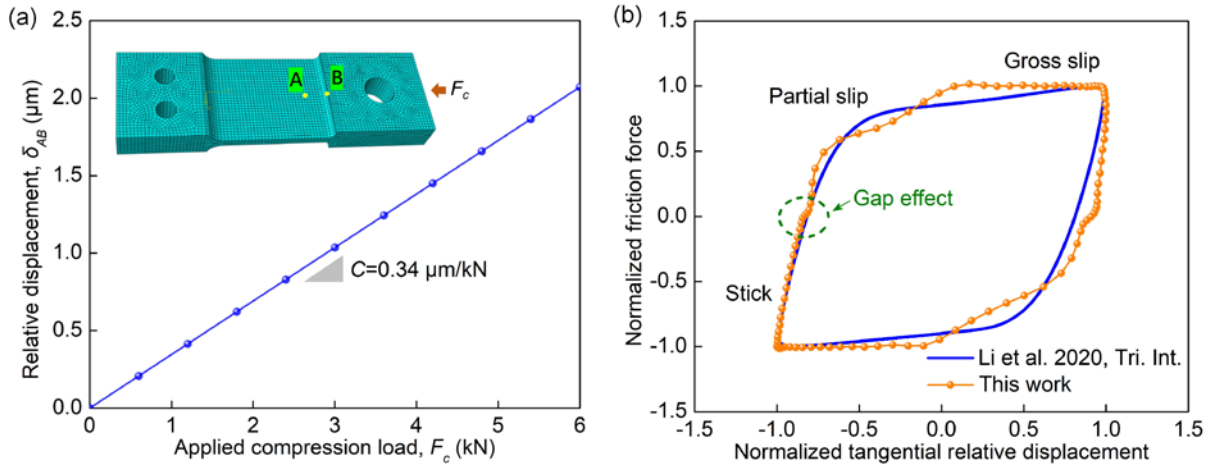 (a)
2.5
2.0
1.5
1.0
0.5
0.0
0
1
2
3
4
5
6
Relative displacement, δAB (μm)
Applied compression load, Fc (kN)
A
B
Fc
C=0.34 μm/kN
(b)
1.5
1.0
0.5
0.0
-0.5
-1.0
-1.5
-1.5
-1.0
-0.5
0.0
0.5
1.0
1.5
Normalized friction force
Normalized tangential relative displacement
Gross slip
Partial slip
Gap effect
Stick
Li et al. 2020, Tri. Int.
This work